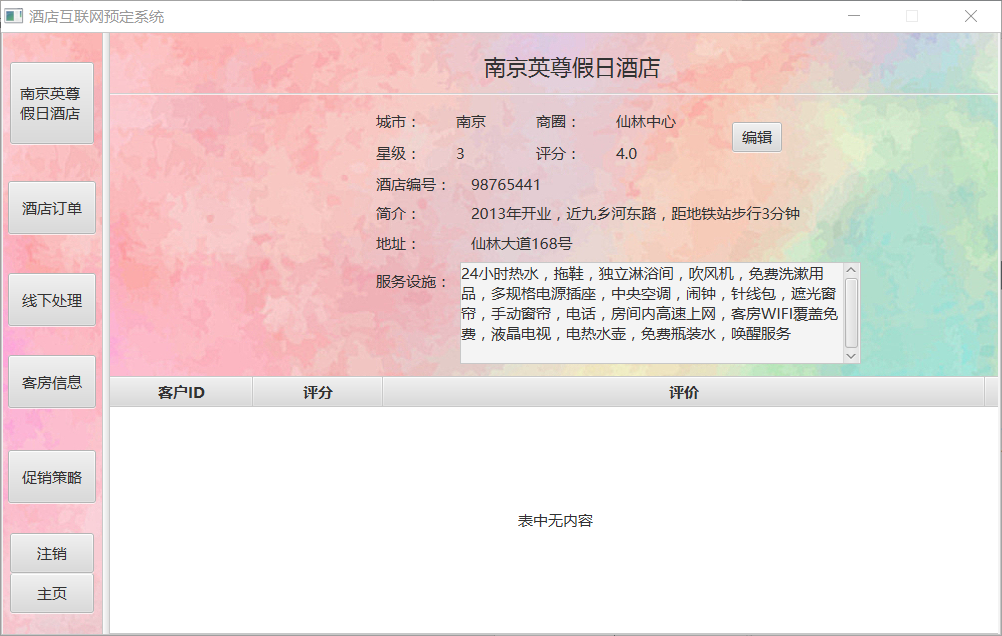 酒店互联网预定系统
南京英尊
假日酒店
酒店订单
线下处理
客房信息
促销策略
注销
主页
南京英尊假日酒店
城市： 南京 商圈： 仙林中心
编辑
星级： 3 评分： 4.0
酒店编号： 98765441
简介： 2013年开业，近九乡河东路，距地铁站步行3分钟
地址： 仙林大道168号
服务设施：
24小时热水，拖鞋，独立淋浴间，吹风机，免费洗漱用
品，多规格电源插座，中央空调，闹钟，针线包，遮光窗
帘，手动窗帘，电话，房间内高速上网，客房WIFI覆盖免
费，液晶电视，电热水壶，免费瓶装水，唤醒服务
客户ID 评分 评价
表中无内容